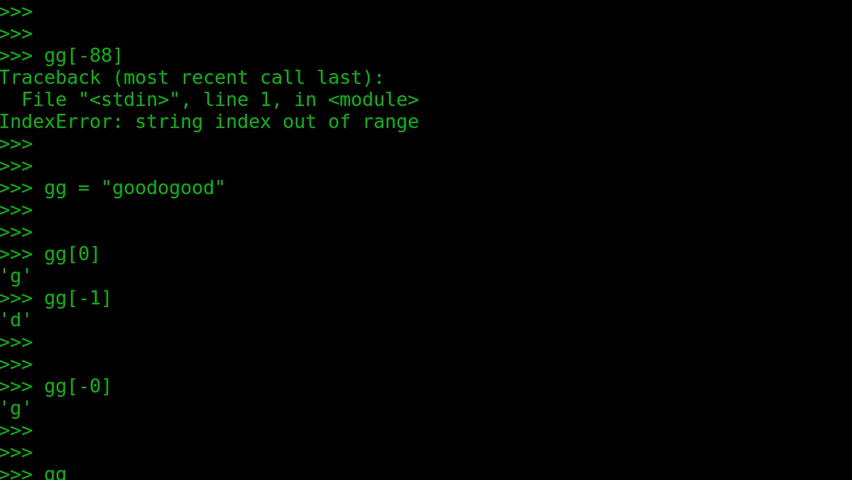 >>>
>>>
>>> gg[-88]
Traceback (most recent call last):
  File "<stdin>", line 1, in <module>
IndexError: string index out of range
>>>
>>>
>>> gg = "goodogood"
>>>
>>>
>>> gg[0]
'g'
>>> gg[-1]
'd'
>>>
>>>
>>> gg[-0]
'g'
>>>
>>>
>>> gg